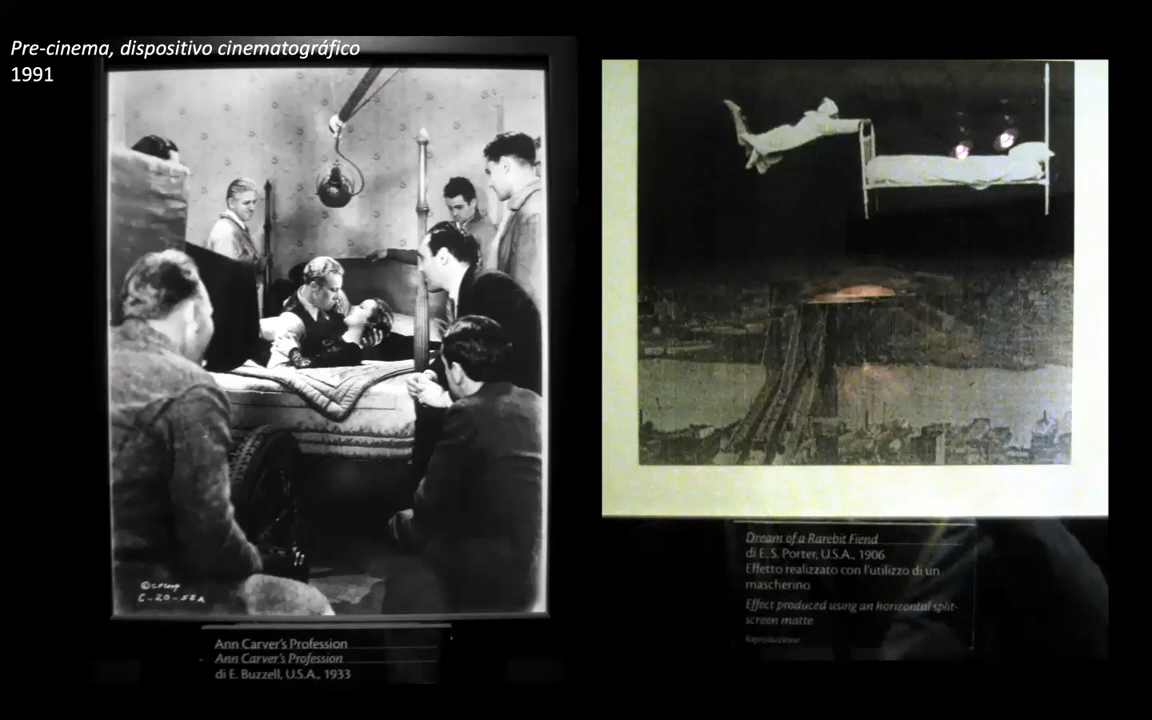 Pre-cinema, dispositivo cinematográfico
1991
C-20-52A
Ann Carver's Profession
Ann Carver's Profession
di E. Buzzell, U.S.A., 1933
Dream of a Rarebit Fiend
di E. S. Porter, U.S.A., 1906
Effetto realizzato con l'utilizzo di un
mascherino
Effect produced using an horizontal split-
screen matte
Riproduzione